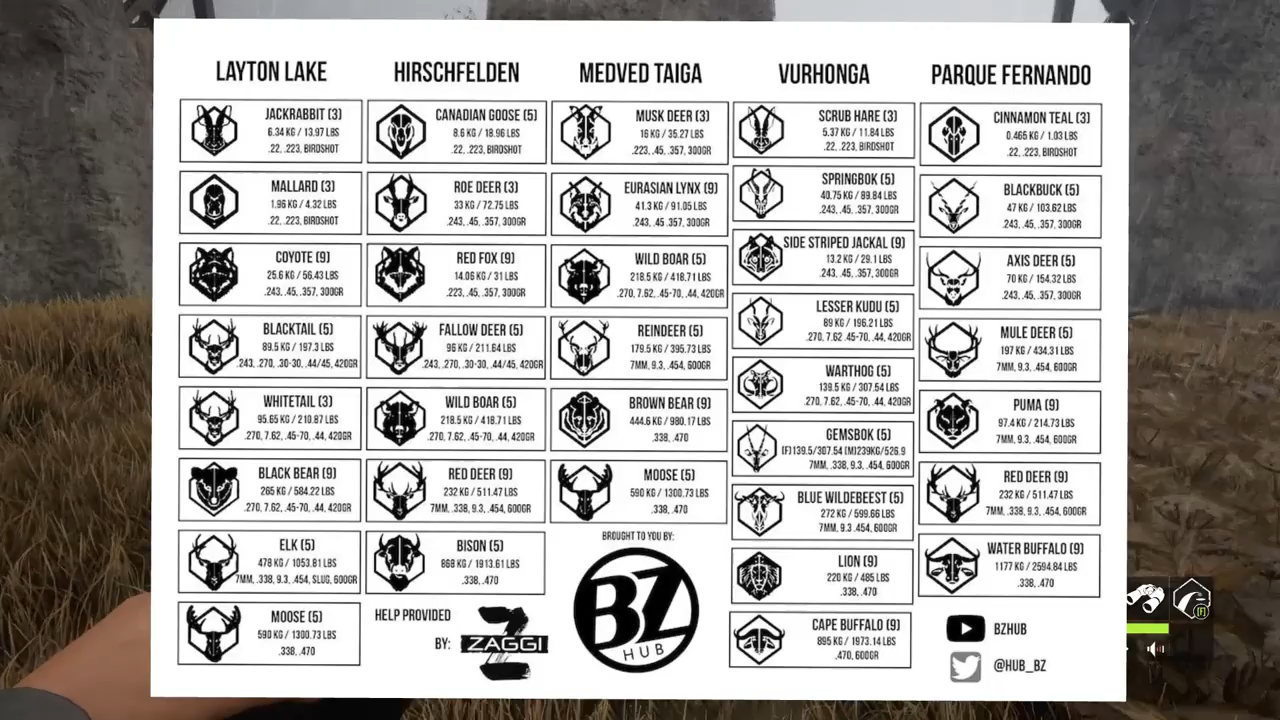 LAYTON LAKE
JACKRABBIT (3)
6.34 KG / 13.97 LBS
.22, .223, BIRDSHOT
MALLARD (3)
1.96 KG / 4.32 LBS
.22, .223, BIRDSHOT
COYOTE (9)
25.6 KG / 56.43 LBS
.243, .45, .357, 300GR
BLACKTAIL (5)
89.5 KG / 197.3 LBS
.243, .270, .30-30, .44/45, 420GR
WHITETAIL (3)
95.65 KG / 210.87 LBS
.270, 7.62, .45-70, .44, 420GR
BLACK BEAR (9)
265 KG / 584.22 LBS
.270, 7.62, .45-70, .44, 420GR
ELK (5)
478 KG / 1053.81 LBS
7MM, .338, 9.3, .454, SLUG, 600GR
MOOSE (5)
590 KG / 1300.73 LBS
.338, .470
HIRSCHFELDEN
CANADIAN GOOSE (5)
8.6 KG / 18.96 LBS
.22, .223, BIRDSHOT
ROE DEER (3)
33 KG / 72.75 LBS
.243, .45, .357, 300GR
RED FOX (9)
14.06 KG / 31 LBS
.223, .45, .357, 300GR
FALLOW DEER (5)
96 KG / 211.64 LBS
.243, .270, .30-30, .44/45, 420GR
WILD BOAR (5)
218.5 KG / 418.71 LBS
.270, 7.62, .45-70, .44, 420GR
RED DEER (9)
232 KG / 511.47 LBS
7MM, .338, 9.3, .454, 600GR
BISON (5)
868 KG / 1913.61 LBS
.338, .470
HELP PROVIDED
BY:
ZAGGI
MEDVED TAIGA
MUSK DEER (3)
16 KG / 35.27 LBS
.223, .45, .357, 300GR
EURASIAN LYNX (9)
41.3 KG / 91.05 LBS
.243, .45, .357, 300GR
WILD BOAR (5)
218.5 KG / 418.71 LBS
.270, 7.62, .45-70, .44, 420GR
REINDEER (5)
179.5 KG / 395.73 LBS
7MM, 9.3, .454, 600GR
BROWN BEAR (9)
444.6 KG / 980.17 LBS
.338, .470
MOOSE (5)
590 KG / 1300.73 LBS
.338, .470
BROUGHT TO YOU BY:
BZ
HUB
VURHONGA
SCRUB HARE (3)
5.37 KG / 11.84 LBS
.22, .223, BIRDSHOT
SPRINGBOK (5)
40.75 KG / 89.84 LBS
.243, .45, .357, 300GR
SIDE STRIPED JACKAL (9)
13.2 KG / 29.1 LBS
.243, .45, .357, 300GR
LESSER KUDU (5)
89 KG / 196.21 LBS
.270, 7.62, .45-70, .44, 420GR
WARTHOG (5)
139.5 KG / 307.54 LBS
.270, 7.62, .45-70, .44, 420GR
GEMSBOK (5)
(F)139.5/307.54 (M)239KG/526.9
7MM, .338, 9.3, .454, 600GR
BLUE WILDEBEEST (5)
272 KG / 599.66 LBS
7MM, 9.3 .454, 600GR
LION (9)
220 KG / 485 LBS
.338, .470
CAPE BUFFALO (9)
895 KG / 1973.14 LBS
.470, 600GR
PARQUE FERNANDO
CINNAMON TEAL (3)
0.465 KG / 1.03 LBS
.22, .223, BIRDSHOT
BLACKBUCK (5)
47 KG / 103.62 LBS
.243, .45, .357, 300GR
AXIS DEER (5)
70 KG / 154.32 LBS
.243, .45, .357, 300GR
MULE DEER (5)
197 KG / 434.31 LBS
7MM, 9.3, .454, 600GR
PUMA (9)
97.4 KG / 214.73 LBS
7MM, 9.3, .454, 600GR
RED DEER (9)
232 KG / 511.47 LBS
7MM, .338, 9.3, .454, 600GR
WATER BUFFALO (9)
1177 KG / 2594.84 LBS
.338, .470
BZHUB
@HUB_BZ
[F]